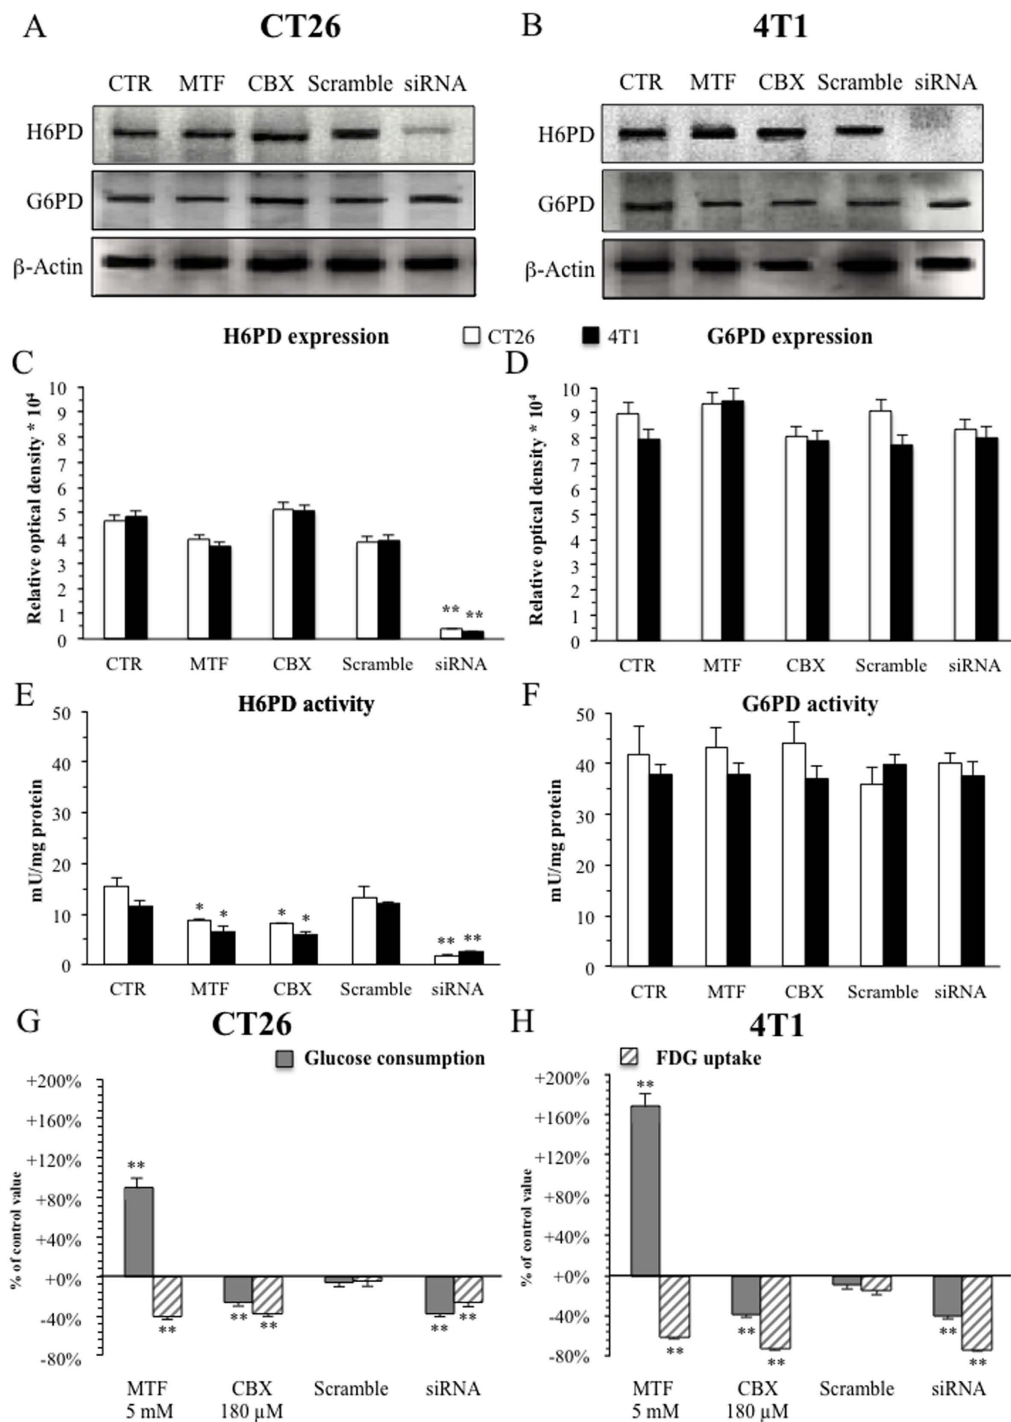 A CT26 B 4T1
CTR MTF CBX Scramble siRNA CTR MTF CBX Scramble siRNA
H6PD H6PD
G6PD G6PD
β-Actin β-Actin
H6PD expression CT26 4T1 G6PD expression
C D
Relative optical density * 10⁴
10
9
8
7
6
5
4
3
2
1
0
** **
CTR MTF CBX Scramble siRNA
Relative optical density * 10⁴
10
9
8
7
6
5
4
3
2
1
0
CTR MTF CBX Scramble siRNA
E H6PD activity
mU/mg protein
50
40
30
20
10
0
* * * * ** **
CTR MTF CBX Scramble siRNA
F G6PD activity
mU/mg protein
50
40
30
20
10
0
CTR MTF CBX Scramble siRNA
G CT26 H 4T1
Glucose consumption FDG uptake
% of control value
+200%
+160%
+120%
+80%
+40%
+0%
-40%
-80%
**
** ** ** ** **
MTF CBX Scramble siRNA
5 mM 180 µM
% of control value
+200%
+160%
+120%
+80%
+40%
+0%
-40%
-80%
**
** ** ** ** **
MTF CBX Scramble siRNA
5 mM 180 µM